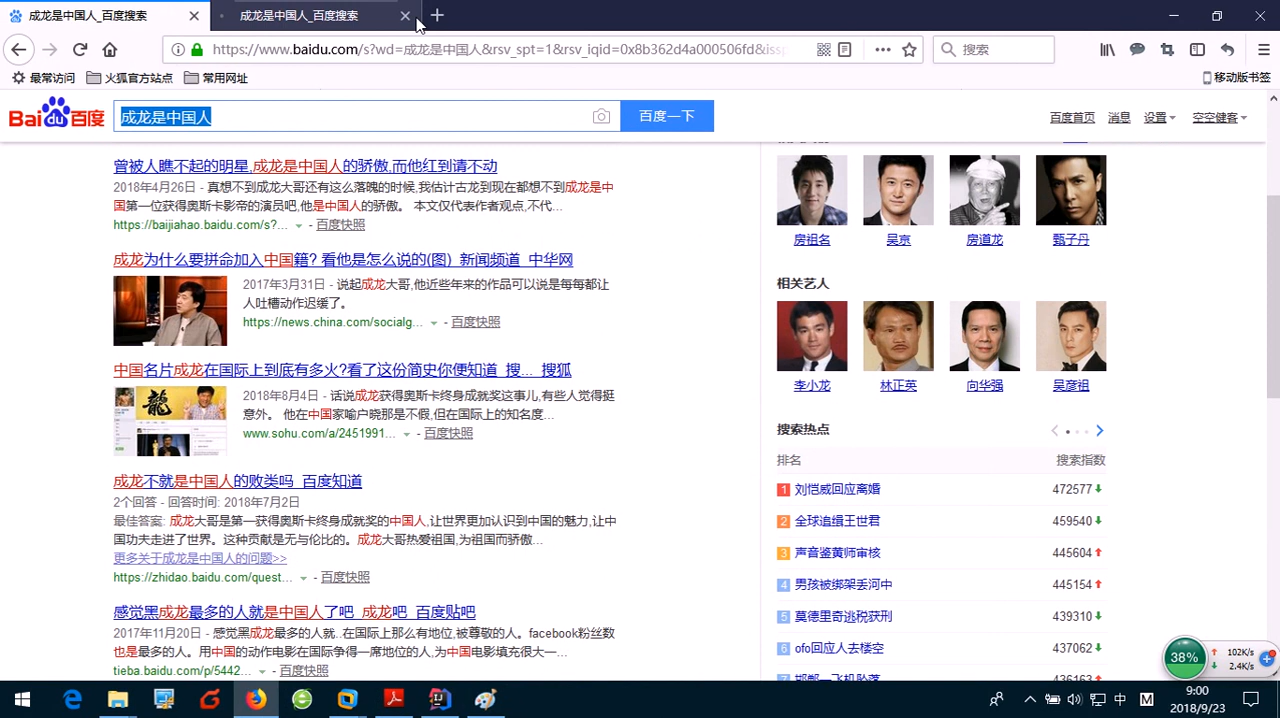 成龙是中国人_百度搜索
成龙是中国人_百度搜索
https://www.baidu.com/s?wd=成龙是中国人&rsv_spt=1&rsv_iqid=0x8b362d4a000506fd&issp
搜索
最常访问 火狐官方站点 常用网址 移动版书签
Bai du 百度
成龙是中国人
百度一下
百度首页 消息 设置 空空健客
曾被人瞧不起的明星,成龙是中国人的骄傲,而他红到请不动
2018年4月26日 - 真想不到成龙大哥还有这么落魄的时候,我估计古龙到现在都想不到成龙是中
国第一位获得奥斯卡影帝的演员吧,他是中国人的骄傲。 本文仅代表作者观点,不代...
https://baijiahao.baidu.com/s?... - 百度快照
成龙为什么要拼命加入中国籍? 看他是怎么说的(图)_新闻频道_中华网
2017年3月31日 - 说起成龙大哥,他近些年来的作品可以说是每每都让
人吐槽动作迟缓了。
https://news.china.com/socialg... - 百度快照
中国名片成龙在国际上到底有多火?看了这份简史你便知道_搜..._搜狐
2018年8月4日 - 话说成龙获得奥斯卡终身成就奖这事儿,有些人觉得挺
意外。 他在中国家喻户晓那是不假,但在国际上的知名度...
www.sohu.com/a/2451991... - 百度快照
成龙不就是中国人的败类吗_百度知道
2个回答 - 回答时间: 2018年7月2日
最佳答案: 成龙大哥是第一获得奥斯卡终身成就奖的中国人,让世界更加认识到中国的魅力,让中
国功夫走进了世界。这种贡献是无与伦比的。成龙大哥热爱祖国,为祖国而骄傲...
更多关于成龙是中国人的问题>>
https://zhidao.baidu.com/quest... - 百度快照
感觉黑成龙最多的人就是中国人了吧_成龙吧_百度贴吧
2017年11月20日 - 感觉黑成龙最多的人就..在国际上那么有地位,被尊敬的人。facebook粉丝数
也是最多的人。用中国的动作电影在国际争得一席地位的人,为中国电影填充很大一...
tieba.baidu.com/p/5442... - 百度快照
房祖名 吴京 房道龙 甄子丹
相关艺人
李小龙 林正英 向华强 吴彦祖
搜索热点
排名 搜索指数
1 刘恺威回应离婚 472577
2 全球追缉王世君 459540
3 声音鉴黄师审核 445604
4 男孩被绑架丢河中 445154
5 莫德里奇逃税获刑 439310
6 ofo回应人去楼空 437062
邯郸一飞机坠落 436163
龍
38%
102K/s
2.4K/s
中 M
9:00
2018/9/23